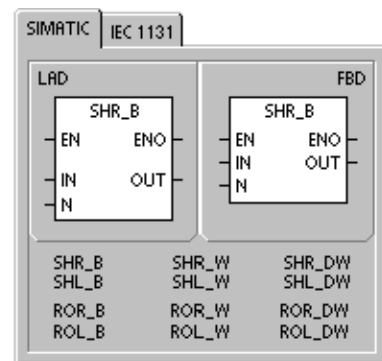 SIMATIC IEC 1131
LAD FBD
SHR_B SHR_B
EN ENO EN ENO
IN OUT IN OUT
N N
SHR_B SHR_W SHR_DW
SHL_B SHL_W SHL_DW
ROR_B ROR_W ROR_DW
ROL_B ROL_W ROL_DW